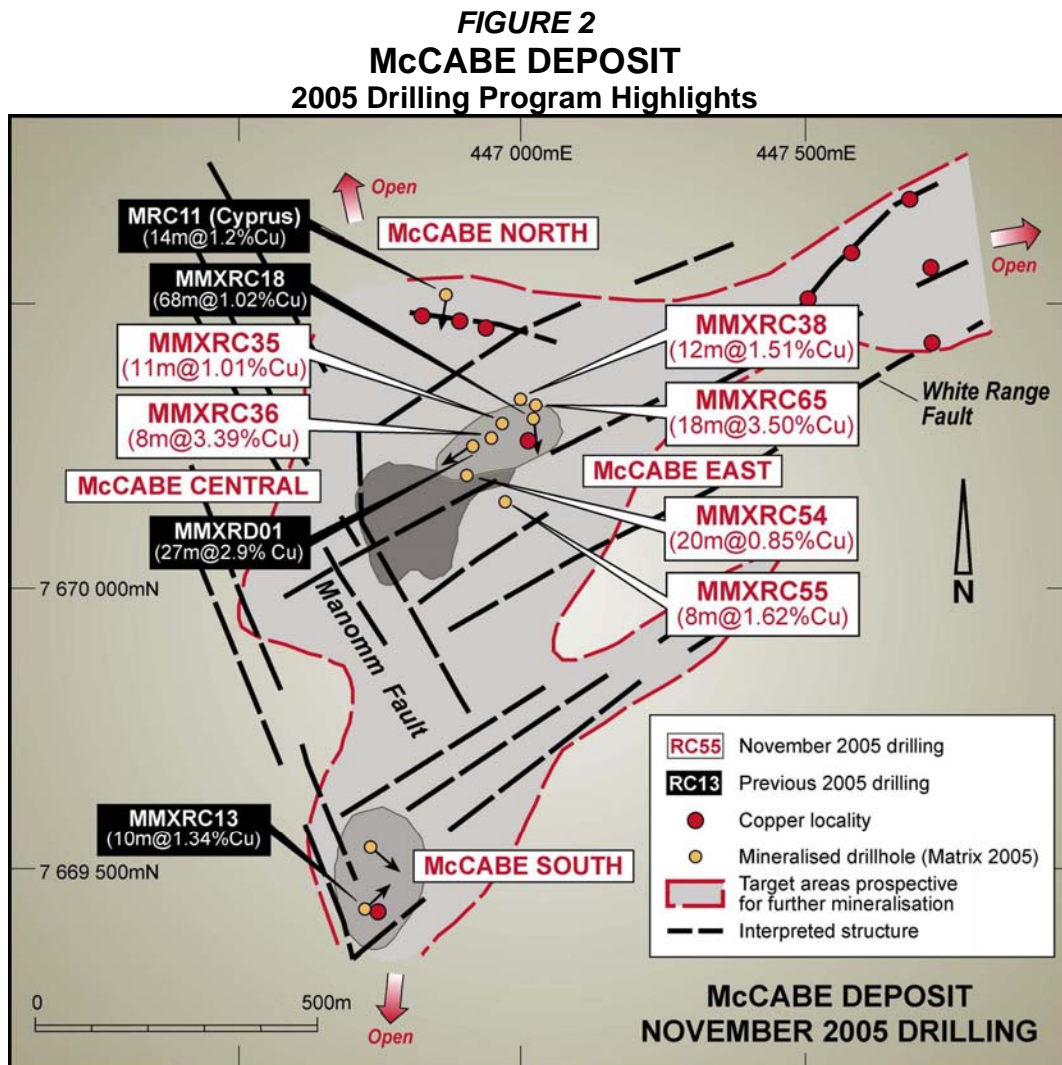 FIGURE 2
McCABE DEPOSIT
2005 Drilling Program Highlights
447 000mE
447 500mE
Open
MRC11 (Cyprus)
(14m@1.2%Cu)
McCABE NORTH
Open
MMXRC18
(68m@1.02%Cu)
MMXRC35
(11m@1.01%Cu)
MMXRC38
(12m@1.51%Cu)
White Range
Fault
MMXRC36
(8m@3.39%Cu)
MMXRC65
(18m@3.50%Cu)
McCABE CENTRAL
McCABE EAST
MMXRD01
(27m@2.9% Cu)
MMXRC54
(20m@0.85%Cu)
7 670 000mN
MMXRC55
(8m@1.62%Cu)
N
Manomm Fault
MMXRC13
(10m@1.34%Cu)
McCABE SOUTH
7 669 500mN
RC55 November 2005 drilling
RC13 Previous 2005 drilling
Copper locality
Mineralised drillhole (Matrix 2005)
Target areas prospective
for further mineralisation
Interpreted structure
0 500m
Open
McCABE DEPOSIT
NOVEMBER 2005 DRILLING